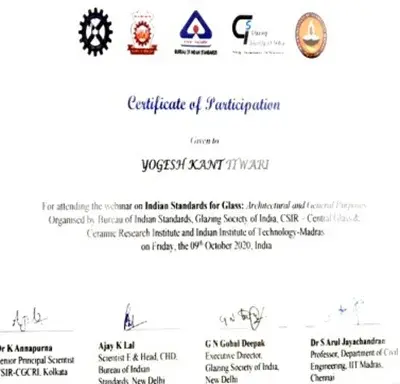 BUREAU OF INDIAN STANDARDS
Glazing
Society of India
Certificate of Participation
Given to
YOGESH KANT TIWARI
For attending the webinar on Indian Standards for Glass: Architectural and General Purposes
Organised by Bureau of Indian Standards, Glazing Society of India, CSIR - Central Glass &
Ceramic Research Institute and Indian Institute of Technology-Madras
on Friday, the 09th October 2020, India
Dr K Annapurna
Senior Principal Scientist
CSIR-CGCRI, Kolkata
Ajay K Lal
Scientist E & Head, CHD,
Bureau of Indian
Standards, New Delhi
G N Gohul Deepak
Executive Director,
Glazing Society of India,
New Delhi
Dr S Arul Jayachandran
Professor, Department of Civil
Engineering, IIT Madras,
Chennai